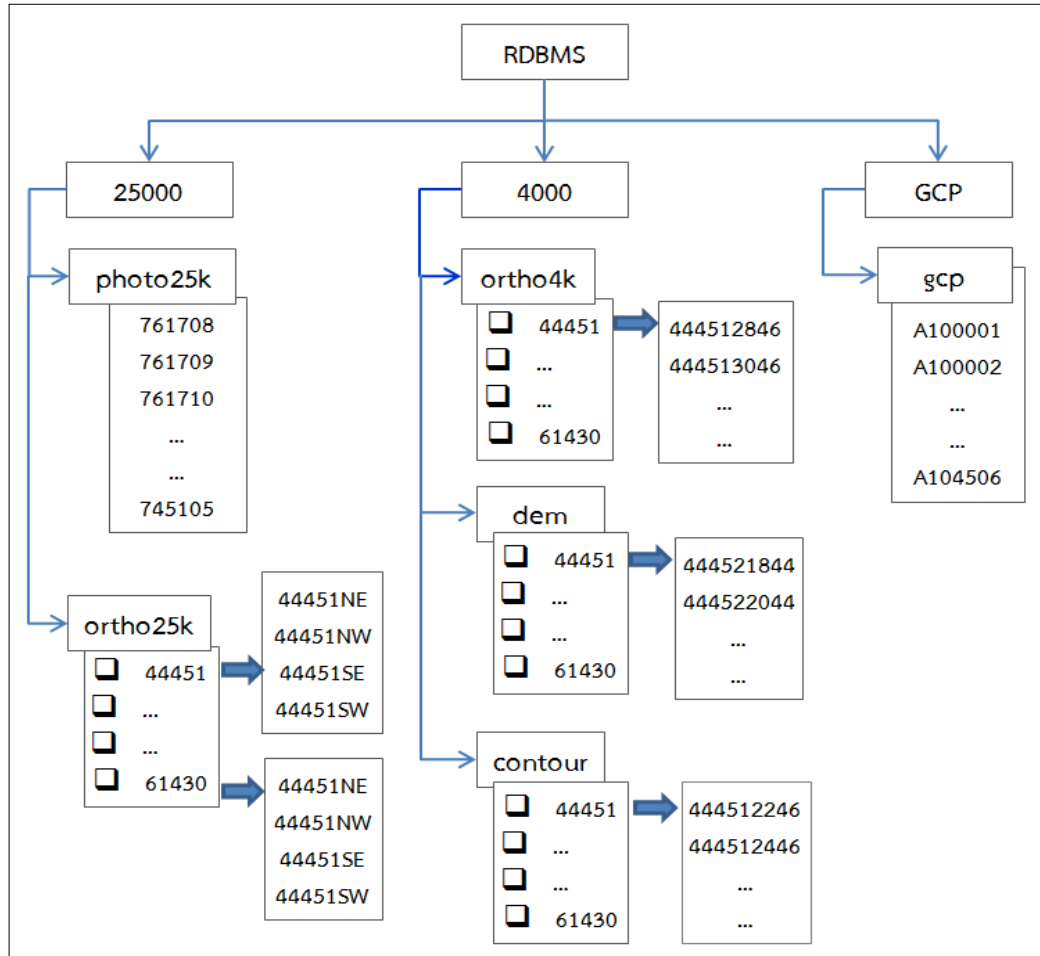 RDBMS
25000
photo25k
761708
761709
761710
...
...
745105
ortho25k
44451
...
...
61430
44451NE
44451NW
44451SE
44451SW
44451NE
44451NW
44451SE
44451SW
4000
ortho4k
44451
...
...
61430
444512846
444513046
...
...
dem
44451
...
...
61430
444521844
444522044
...
...
contour
44451
...
...
61430
444512246
444512446
...
...
GCP
gcp
A100001
A100002
...
...
A104506